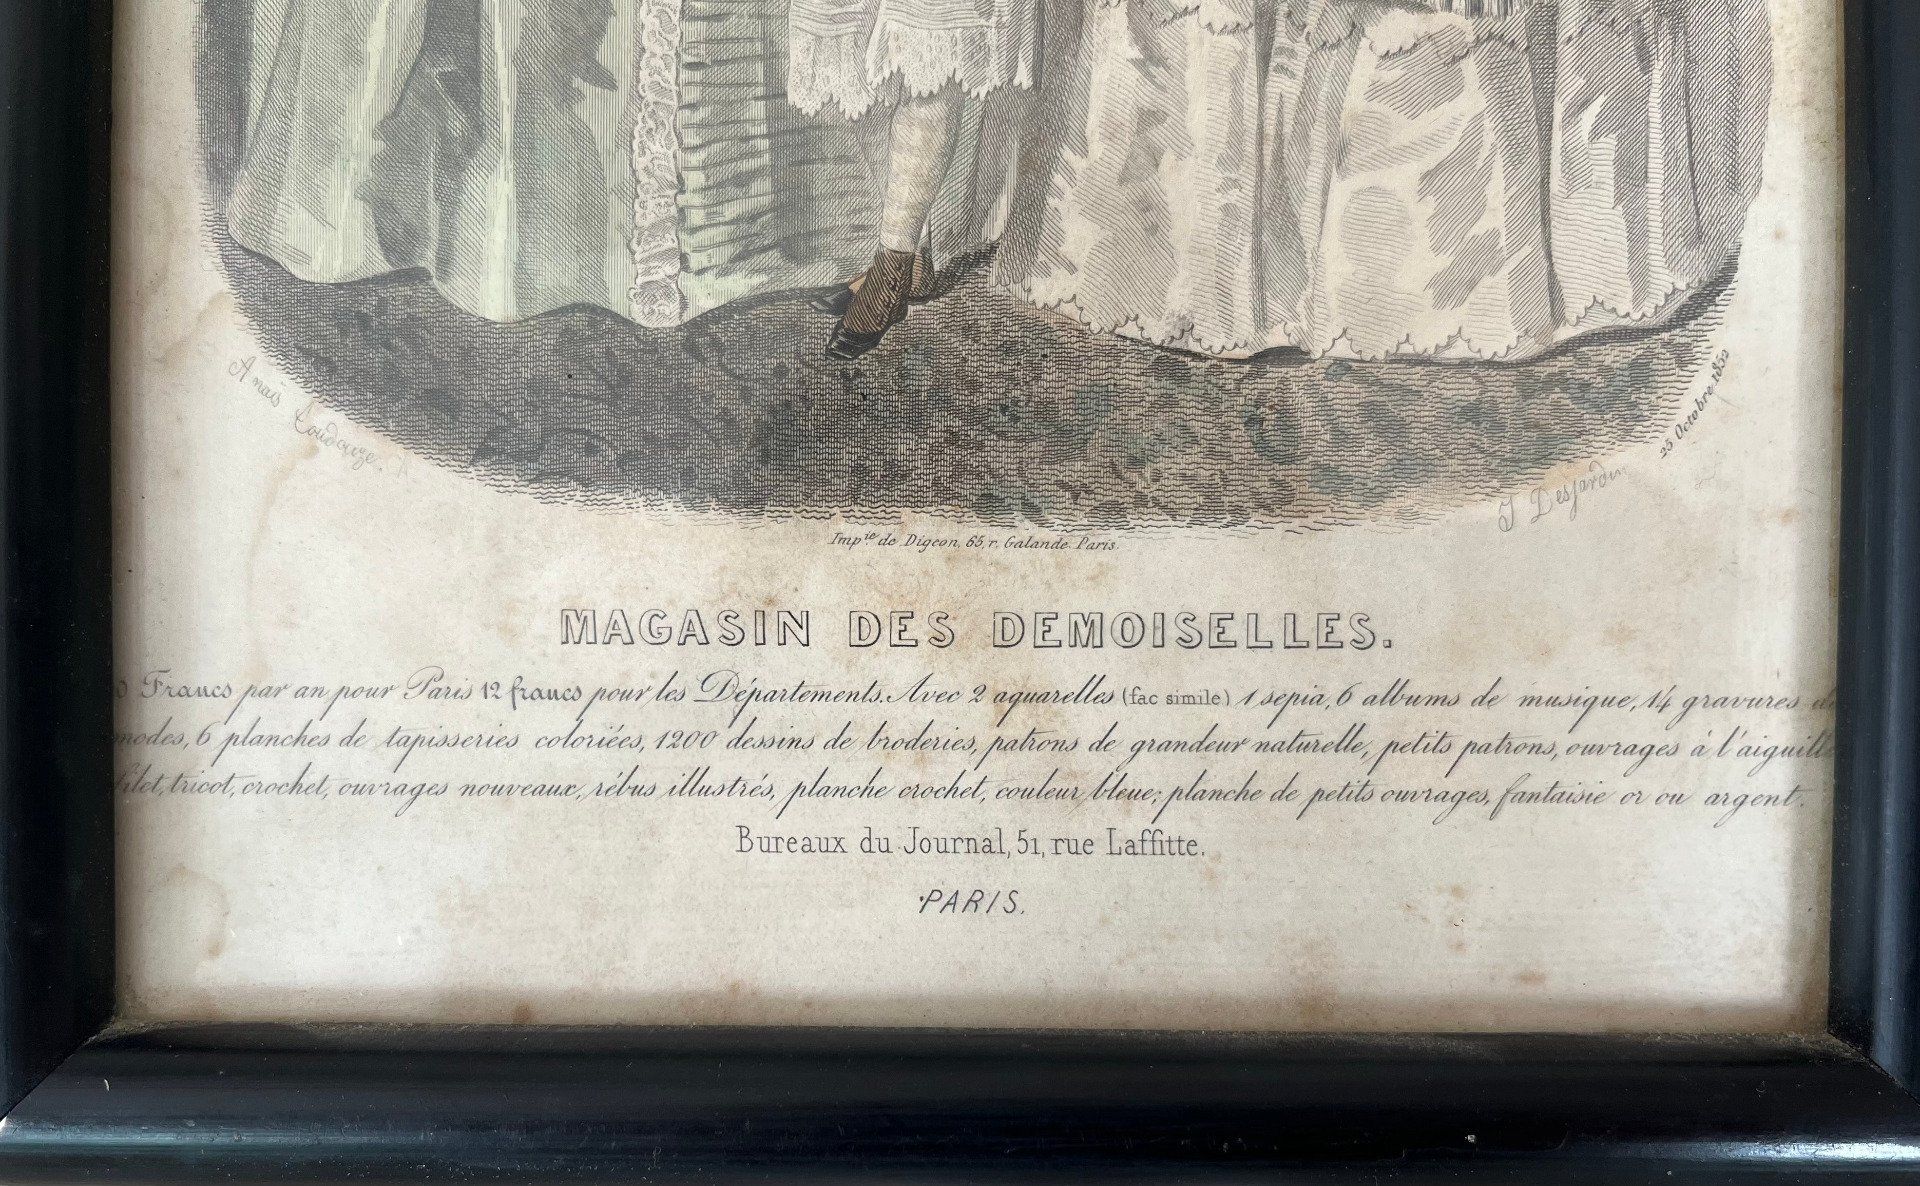 Anaïs Toudouze.
25 Octobre 1852
J Desjardin
Imp.ie de Digeon, 65, r. Galande. Paris.
MAGASIN DES DEMOISELLES.
Francs par an pour Paris 12 francs pour les Départements. Avec 2 aquarelles (fac simile) 1 sepia, 6 albums de musique, 14 gravures de
modes, 6 planches de tapisseries coloriées, 1200 dessins de broderies, patrons de grandeur naturelle, petits patrons, ouvrages à l'aiguille
filet, tricot, crochet, ouvrages nouveaux, rébus illustrés, planche crochet, couleur bleue; planche de petits ouvrages, fantaisie or ou argent.
Bureaux du Journal, 51, rue Laffitte.
PARIS.